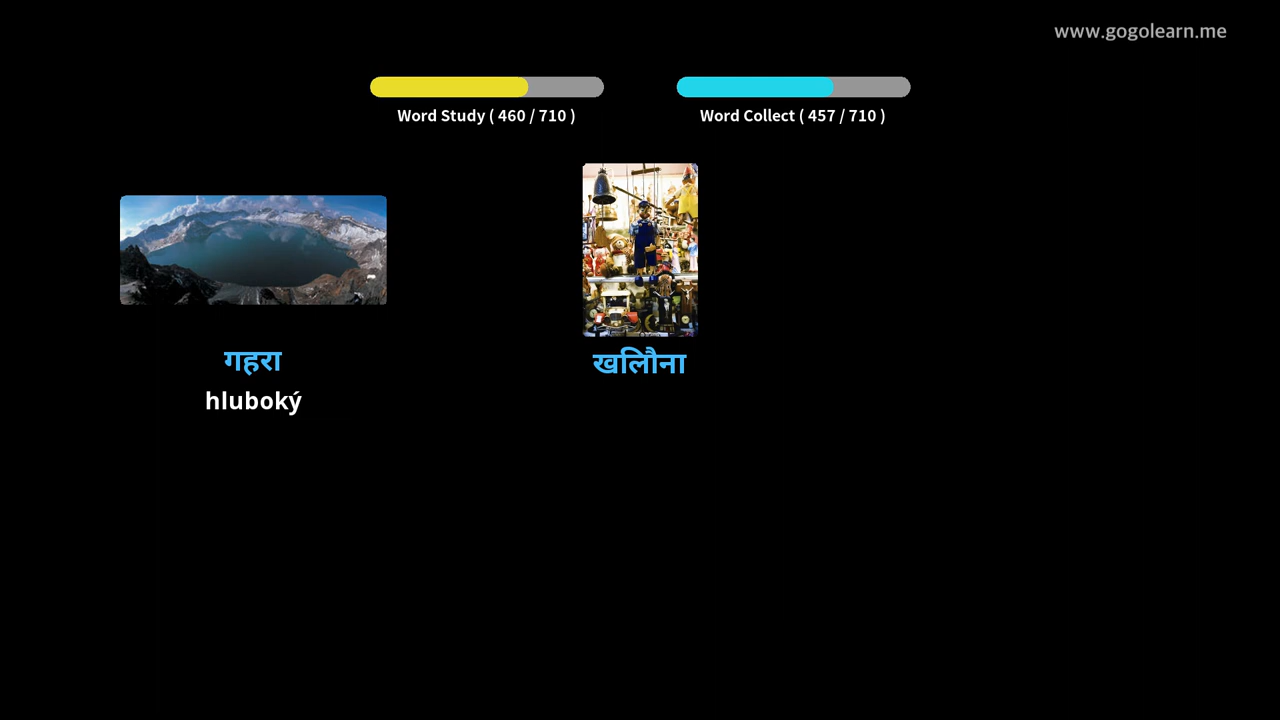 www.gogolearn.me
Word Study ( 460 / 710 )
Word Collect ( 457 / 710 )
गहरा
hluboký
खलिौना